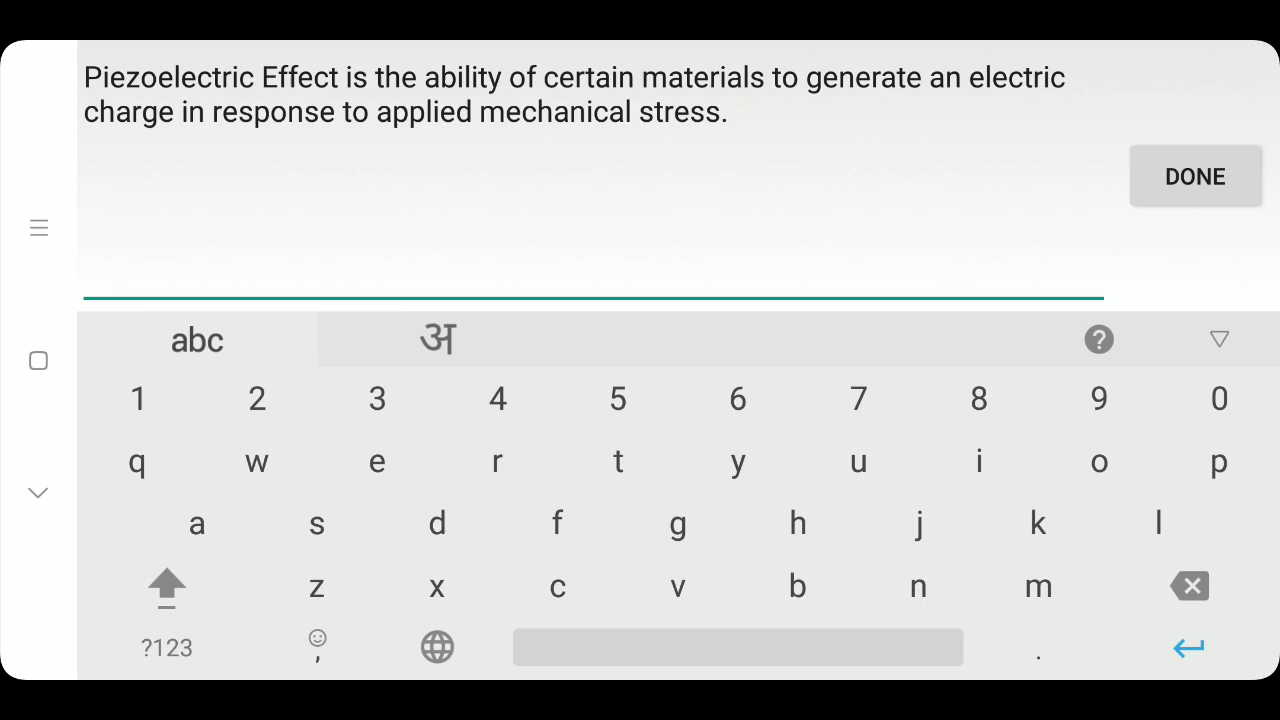 Piezoelectric Effect is the ability of certain materials to generate an electric
charge in response to applied mechanical stress.
DONE
abc अ ?
1 2 3 4 5 6 7 8 9 0
q w e r t y u i o p
a s d f g h j k l
z x c v b n m
?123 , .